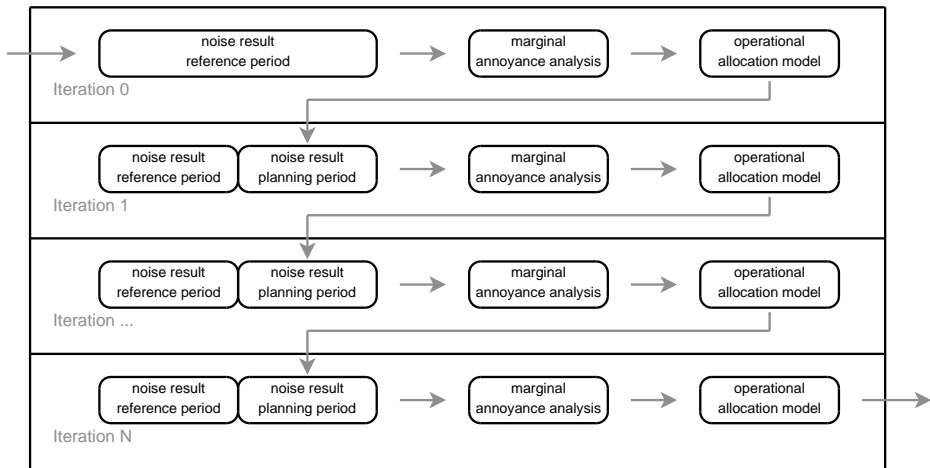 noise result
reference period
marginal
annoyance analysis
operational
allocation model
Iteration 0
noise result
reference period
noise result
planning period
marginal
annoyance analysis
operational
allocation model
Iteration 1
noise result
reference period
noise result
planning period
marginal
annoyance analysis
operational
allocation model
Iteration ...
noise result
reference period
noise result
planning period
marginal
annoyance analysis
operational
allocation model
Iteration N